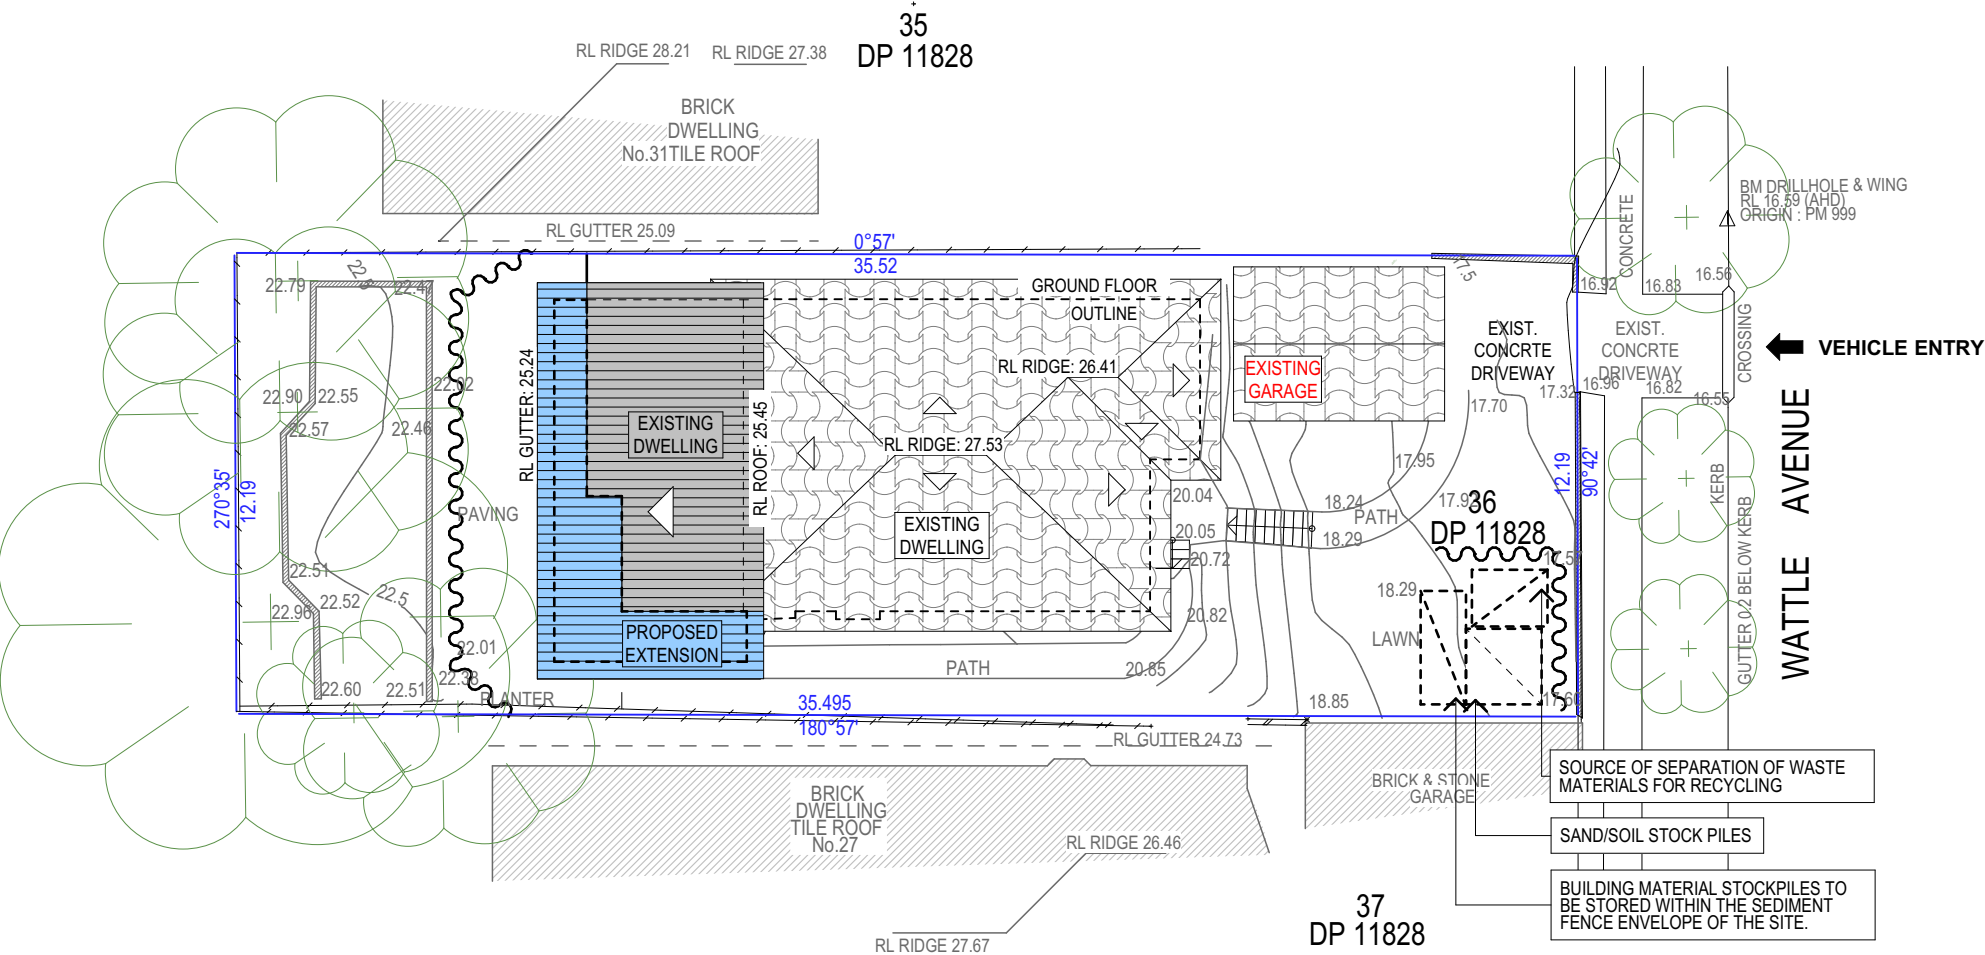 35
DP 11828
RL RIDGE 28.21
RL RIDGE 27.38
BRICK
DWELLING
No.31TILE ROOF
RL GUTTER 25.09
0°57'
35.52
BM DRILLHOLE & WING
RL 16.59 (AHD)
ORIGIN : PM 999
CONCRETE
22.79
22.5
22.47
GROUND FLOOR
OUTLINE
17.5
16.92
16.83
16.56
EXIST.
CONCRTE
DRIVEWAY
EXIST.
CONCRTE
DRIVEWAY
CROSSING
VEHICLE ENTRY
RL GUTTER: 25.24
RL RIDGE: 26.41
EXISTING
GARAGE
22.02
22.90
22.55
22.57
22.46
17.32
16.96
16.82
16.55
17.70
EXISTING
DWELLING
RL ROOF: 25.45
RL RIDGE: 27.53
17.95
270°35'
12.19
12.19
90°42'
KERB
WATTLE AVENUE
PAVING
20.04
18.24
17.92
36
DP 11828
PATH
EXISTING
DWELLING
20.05
18.29
20.72
GUTTER 0.2 BELOW KERB
22.51
22.5
22.52
22.96
18.29
20.82
LAWN
PROPOSED
EXTENSION
22.01
22.38
PATH
20.85
22.60
22.51
PLANTER
35.495
180°57'
18.85
17.60
RL GUTTER 24.73
BRICK & STONE
GARAGE
BRICK
DWELLING
TILE ROOF
No.27
RL RIDGE 26.46
SOURCE OF SEPARATION OF WASTE
MATERIALS FOR RECYCLING
SAND/SOIL STOCK PILES
BUILDING MATERIAL STOCKPILES TO
BE STORED WITHIN THE SEDIMENT
FENCE ENVELOPE OF THE SITE.
37
DP 11828
RL RIDGE 27.67